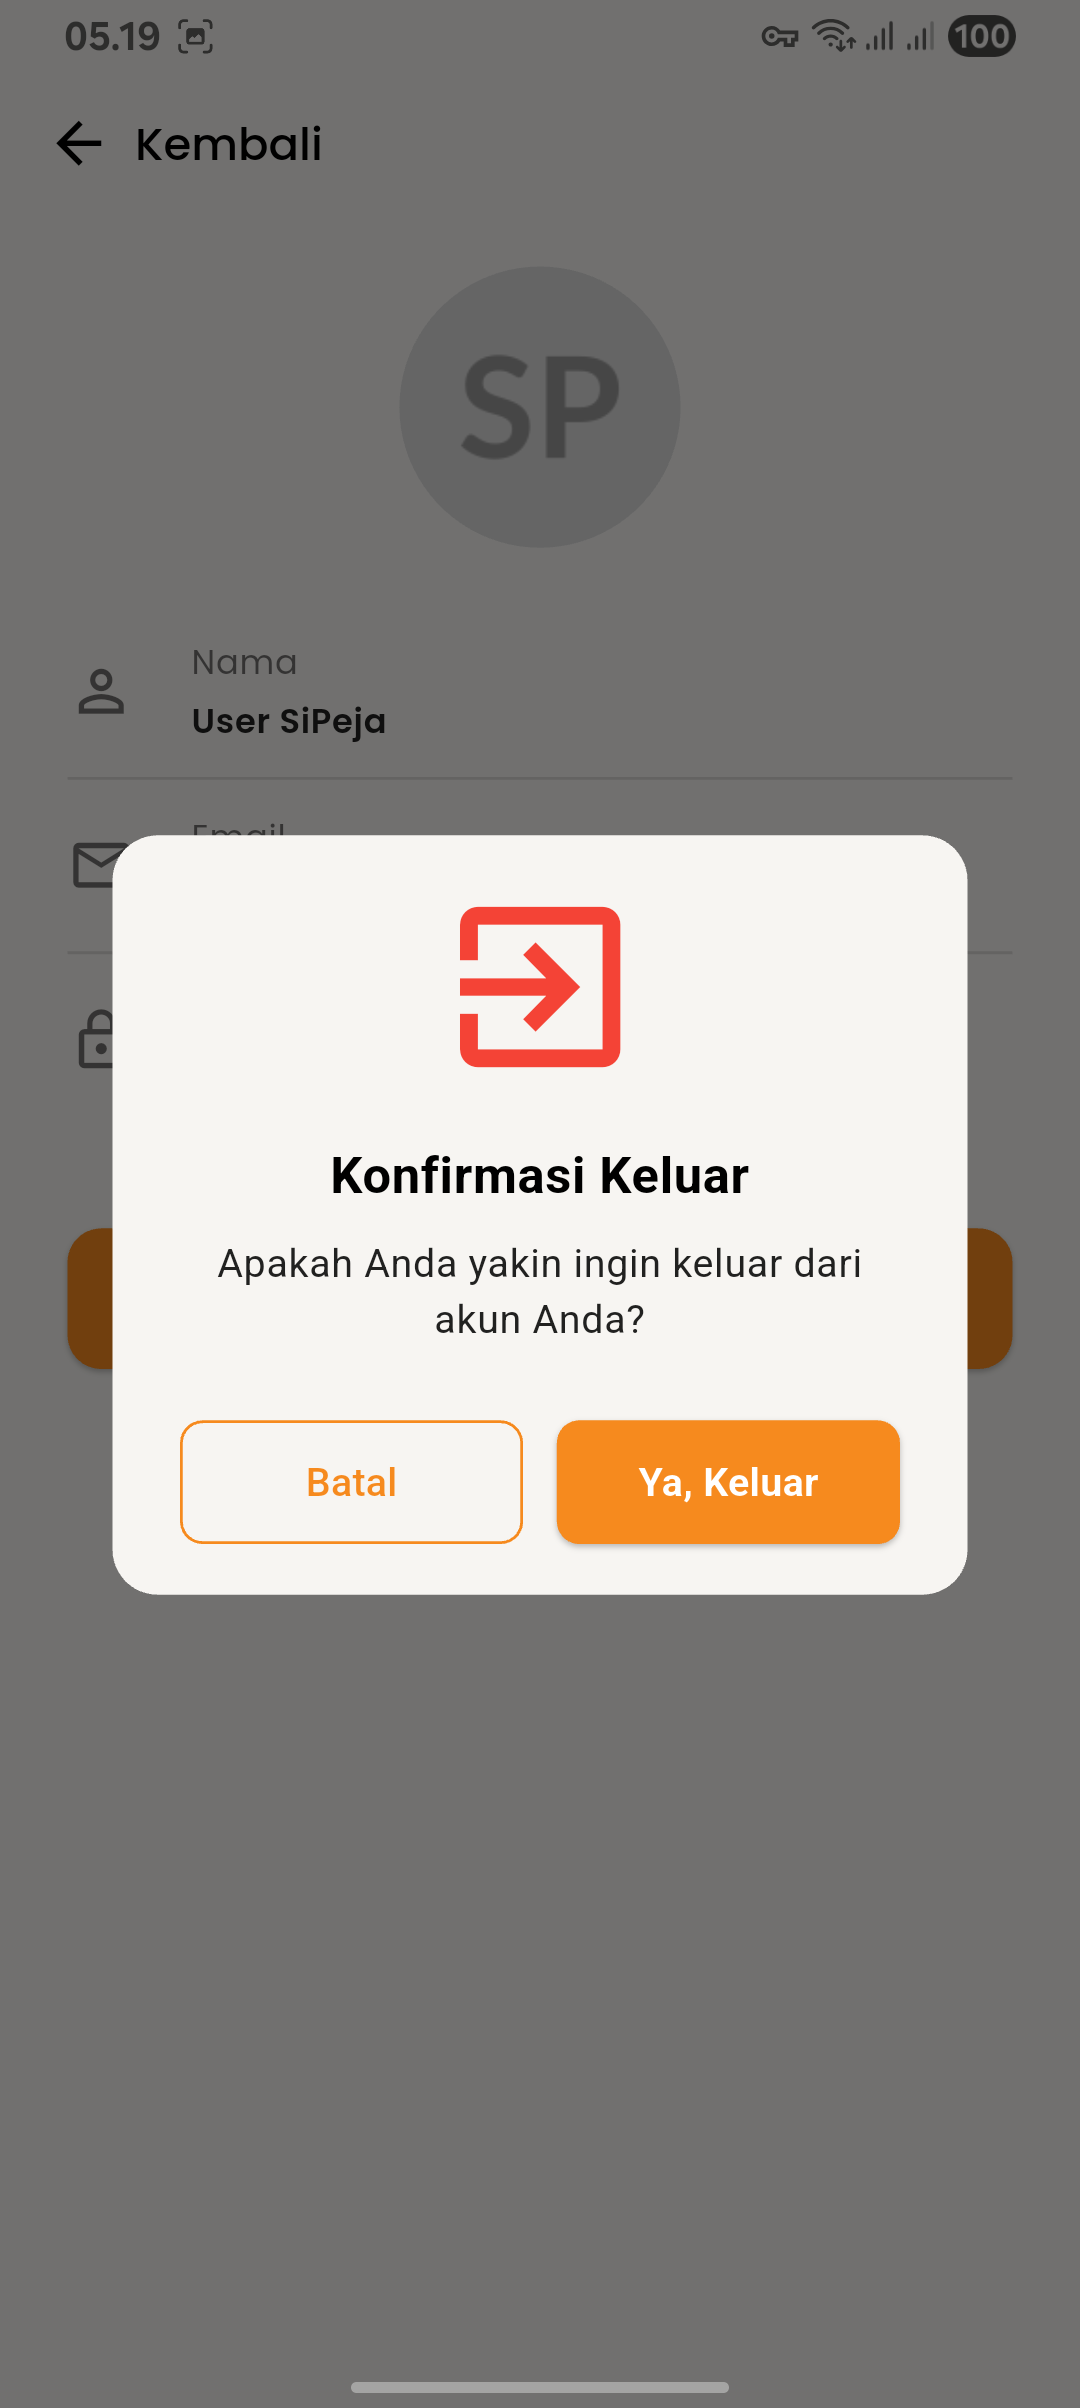 05.19
100
Kembali
SP
Nama
User SiPeja
Email
Konfirmasi Keluar
Apakah Anda yakin ingin keluar dari
akun Anda?
Batal
Ya, Keluar